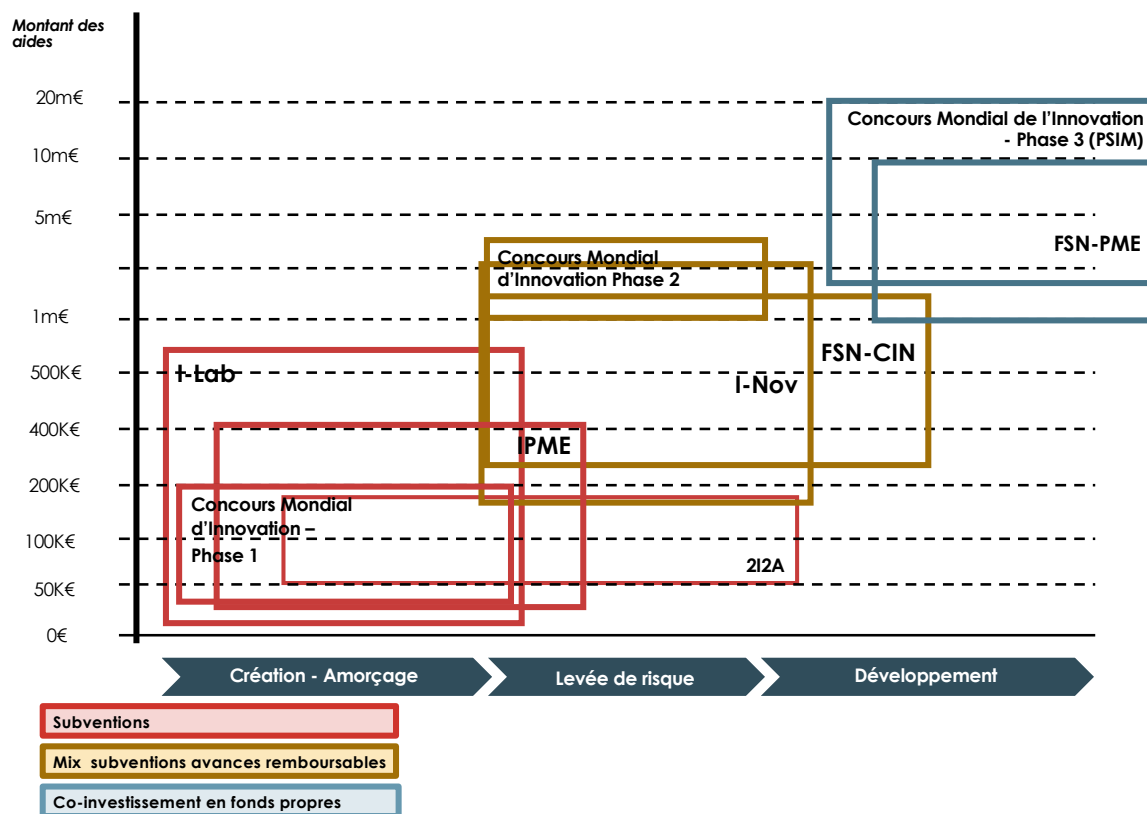 Montant des
aides
20m€
10m€
5m€
1m€
500K€
400K€
200K€
100K€
50K€
0€
Concours Mondial de l'Innovation
- Phase 3 (PSIM)
FSN-PME
Concours Mondial
d'Innovation Phase 2
FSN-CIN
I-Nov
I-Lab
IPME
Concours Mondial
d'Innovation –
Phase 1
2I2A
Création - Amorçage
Levée de risque
Développement
Subventions
Mix subventions avances remboursables
Co-investissement en fonds propres